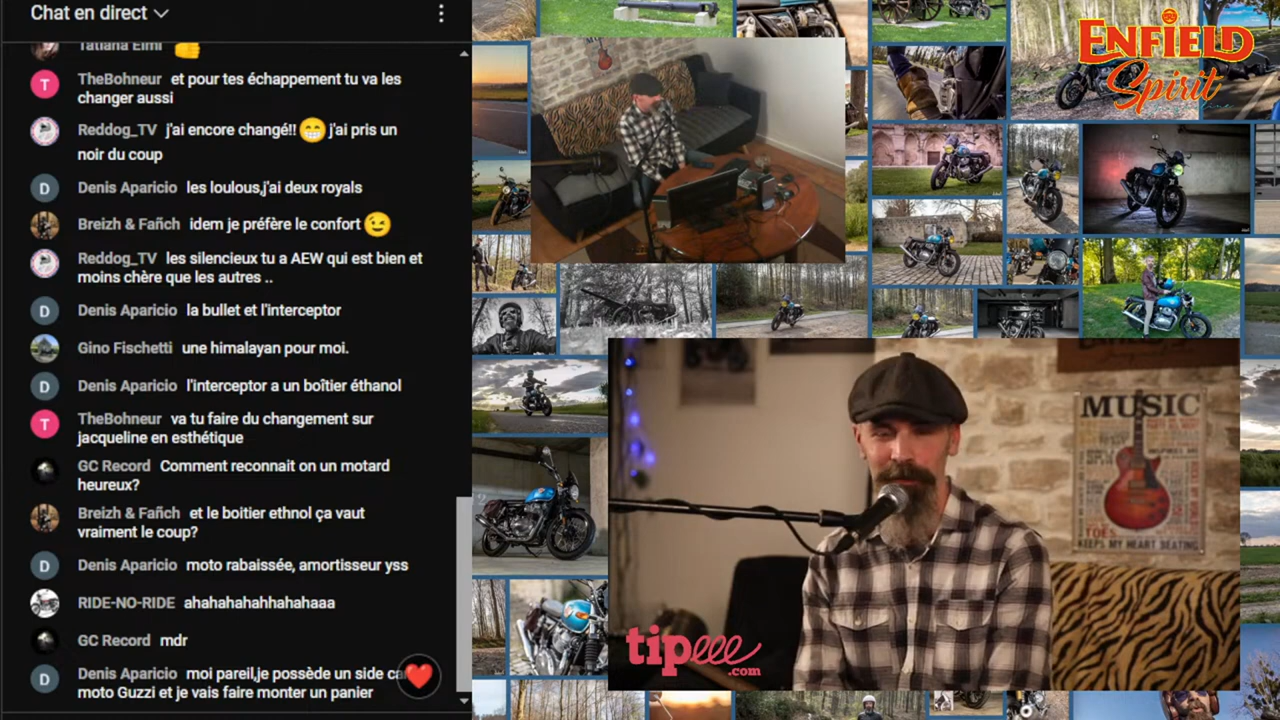 Chat en direct
Tatiana Elmi
TheBohneur et pour tes échappement tu va les
changer aussi
Reddog_TV j'ai encore changé!! j'ai pris un
noir du coup
Denis Aparicio les loulous,j'ai deux royals
Breizh & Fañch idem je préfère le confort
Reddog_TV les silencieux tu a AEW qui est bien et
moins chère que les autres ..
Denis Aparicio la bullet et l'interceptor
Gino Fischetti une himalayan pour moi.
Denis Aparicio l'interceptor a un boîtier éthanol
TheBohneur va tu faire du changement sur
jacqueline en esthétique
GC Record Comment reconnait on un motard
heureux?
Breizh & Fañch et le boitier ethnol ça vaut
vraiment le coup?
Denis Aparicio moto rabaissée, amortisseur yss
RIDE-NO-RIDE ahahahahahhahahaaa
GC Record mdr
Denis Aparicio moi pareil,je possède un side
moto Guzzi et je vais faire monter un panier
T
D
D
D
T
D
D
ENFIELD
Spirit
MUSIC
TOES
KEEPS MY HEART BEATING
tipeee
.com